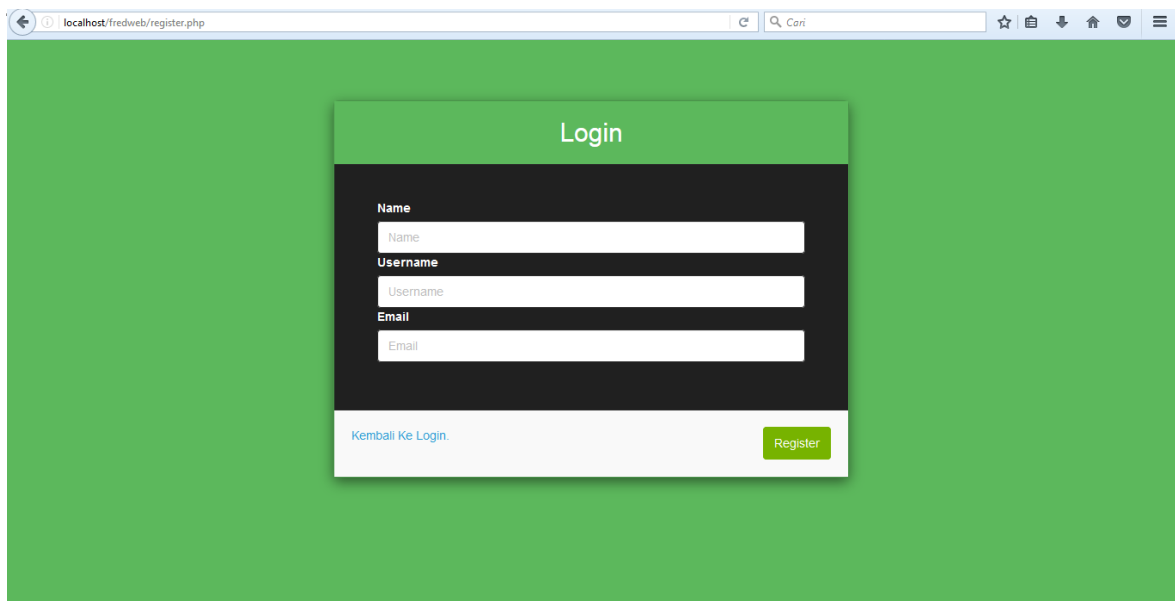 localhost/fredweb/register.php
Cari
Login
Name
Name
Username
Username
Email
Email
Kembali Ke Login.
Register